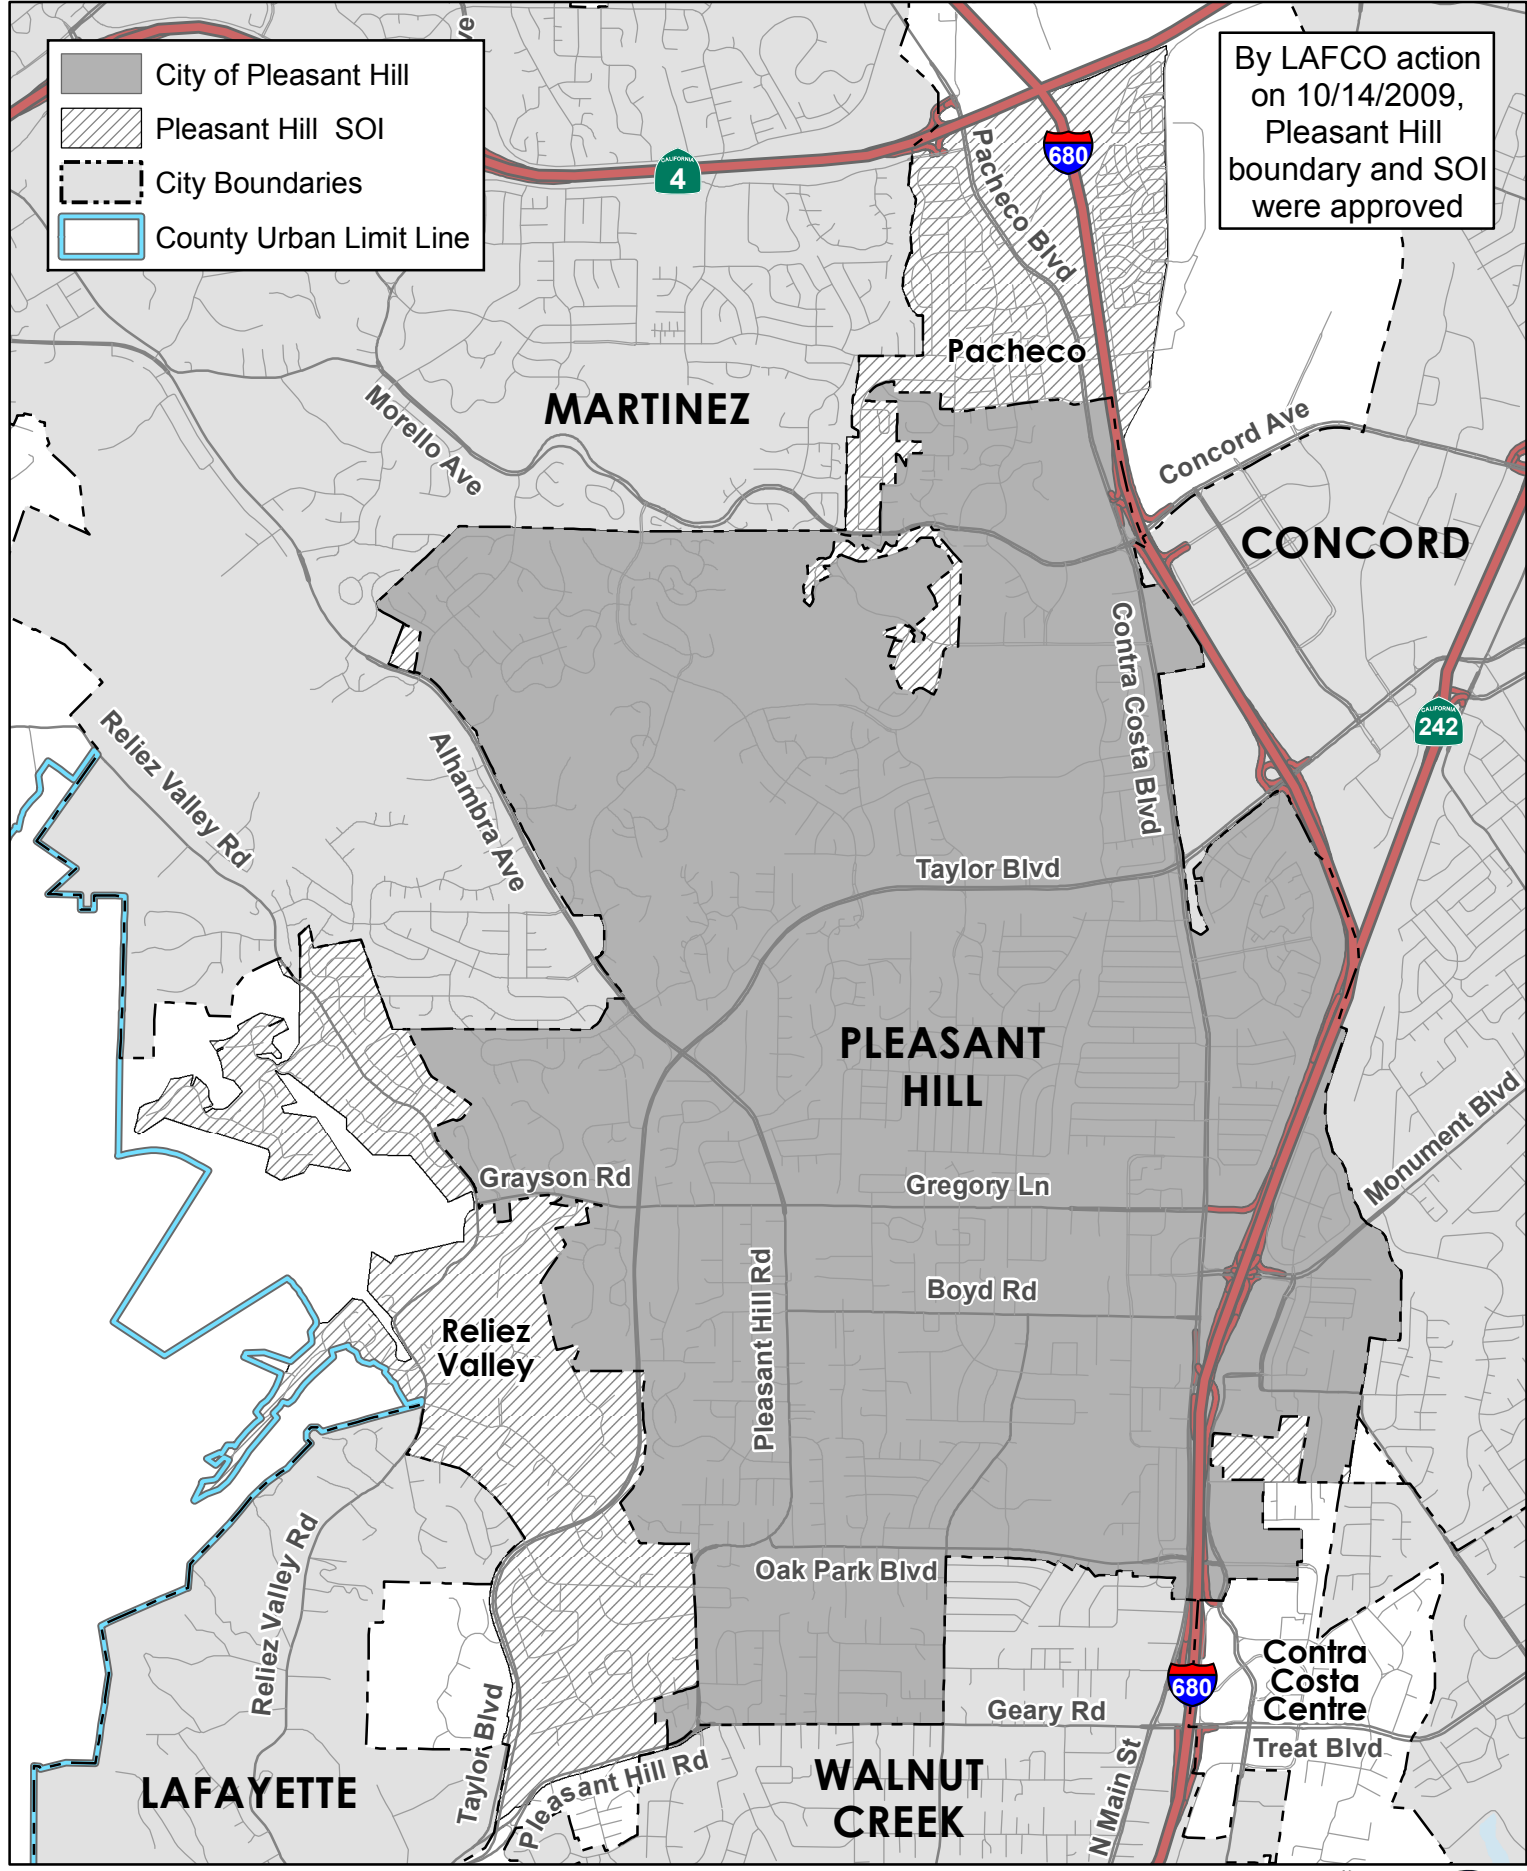 City of Pleasant Hill
Pleasant Hill SOI
City Boundaries
County Urban Limit Line
By LAFCO action
on 10/14/2009,
Pleasant Hill
boundary and SOI
were approved
ve
CALIFORNIA
4
680
Pacheco Blvd
Pacheco
MARTINEZ
Morello Ave
Concord Ave
CONCORD
Contra Costa Blvd
CALIFORNIA
242
Reliez Valley Rd
Alhambra Ave
Taylor Blvd
PLEASANT
HILL
Monument Blvd
Grayson Rd
Gregory Ln
Pleasant Hill Rd
Boyd Rd
Reliez
Valley
Oak Park Blvd
Reliez Valley Rd
Contra
Costa
Centre
680
Geary Rd
Treat Blvd
Taylor Blvd
Pleasant Hill Rd
LAFAYETTE
WALNUT
CREEK
N Main St